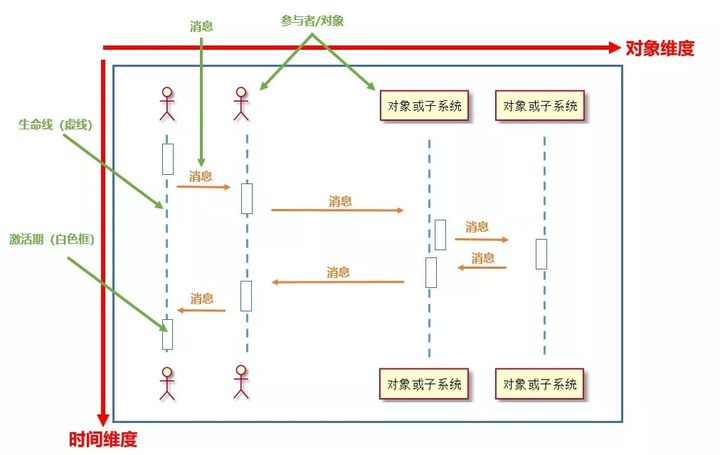 消息
参与者/对象
对象维度
对象或子系统
对象或子系统
生命线（虚线）
消息
消息
消息
激活期（白色框）
消息
消息
消息
对象或子系统
对象或子系统
时间维度